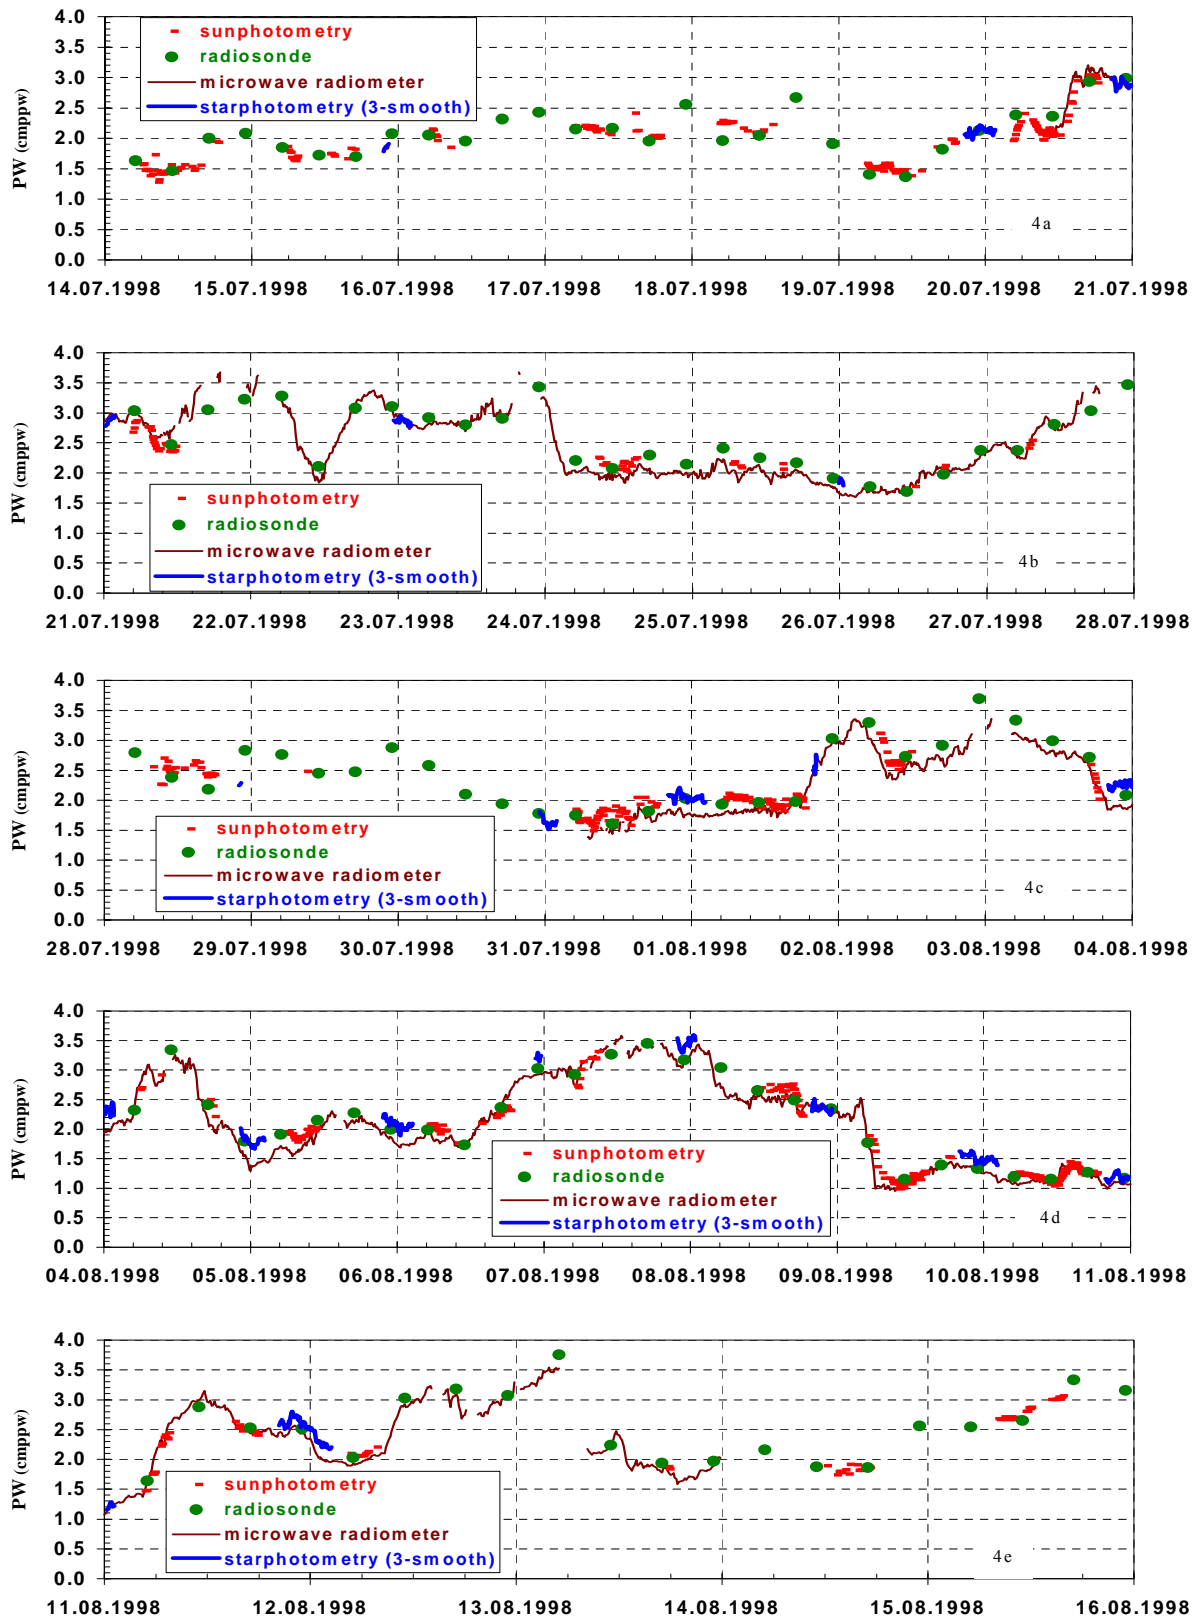 4.0
3.5
3.0
2.5
2.0
1.5
1.0
0.5
0.0
PW (cmppw)
sunphotometry
radiosonde
microwave radiometer
starphotometry (3-smooth)
4a
14.07.1998 15.07.1998 16.07.1998 17.07.1998 18.07.1998 19.07.1998 20.07.1998 21.07.1998
4.0
3.5
3.0
2.5
2.0
1.5
1.0
0.5
0.0
PW (cmppw)
sunphotometry
radiosonde
microwave radiometer
starphotometry (3-smooth)
4b
21.07.1998 22.07.1998 23.07.1998 24.07.1998 25.07.1998 26.07.1998 27.07.1998 28.07.1998
4.0
3.5
3.0
2.5
2.0
1.5
1.0
0.5
0.0
PW (cmppw)
sunphotometry
radiosonde
microwave radiometer
starphotometry (3-smooth)
4c
28.07.1998 29.07.1998 30.07.1998 31.07.1998 01.08.1998 02.08.1998 03.08.1998 04.08.1998
4.0
3.5
3.0
2.5
2.0
1.5
1.0
0.5
0.0
PW (cmppw)
sunphotometry
radiosonde
microwave radiometer
starphotometry (3-smooth)
4d
04.08.1998 05.08.1998 06.08.1998 07.08.1998 08.08.1998 09.08.1998 10.08.1998 11.08.1998
4.0
3.5
3.0
2.5
2.0
1.5
1.0
0.5
0.0
PW (cmppw)
sunphotometry
radiosonde
microwave radiometer
starphotometry (3-smooth)
4e
11.08.1998 12.08.1998 13.08.1998 14.08.1998 15.08.1998 16.08.1998